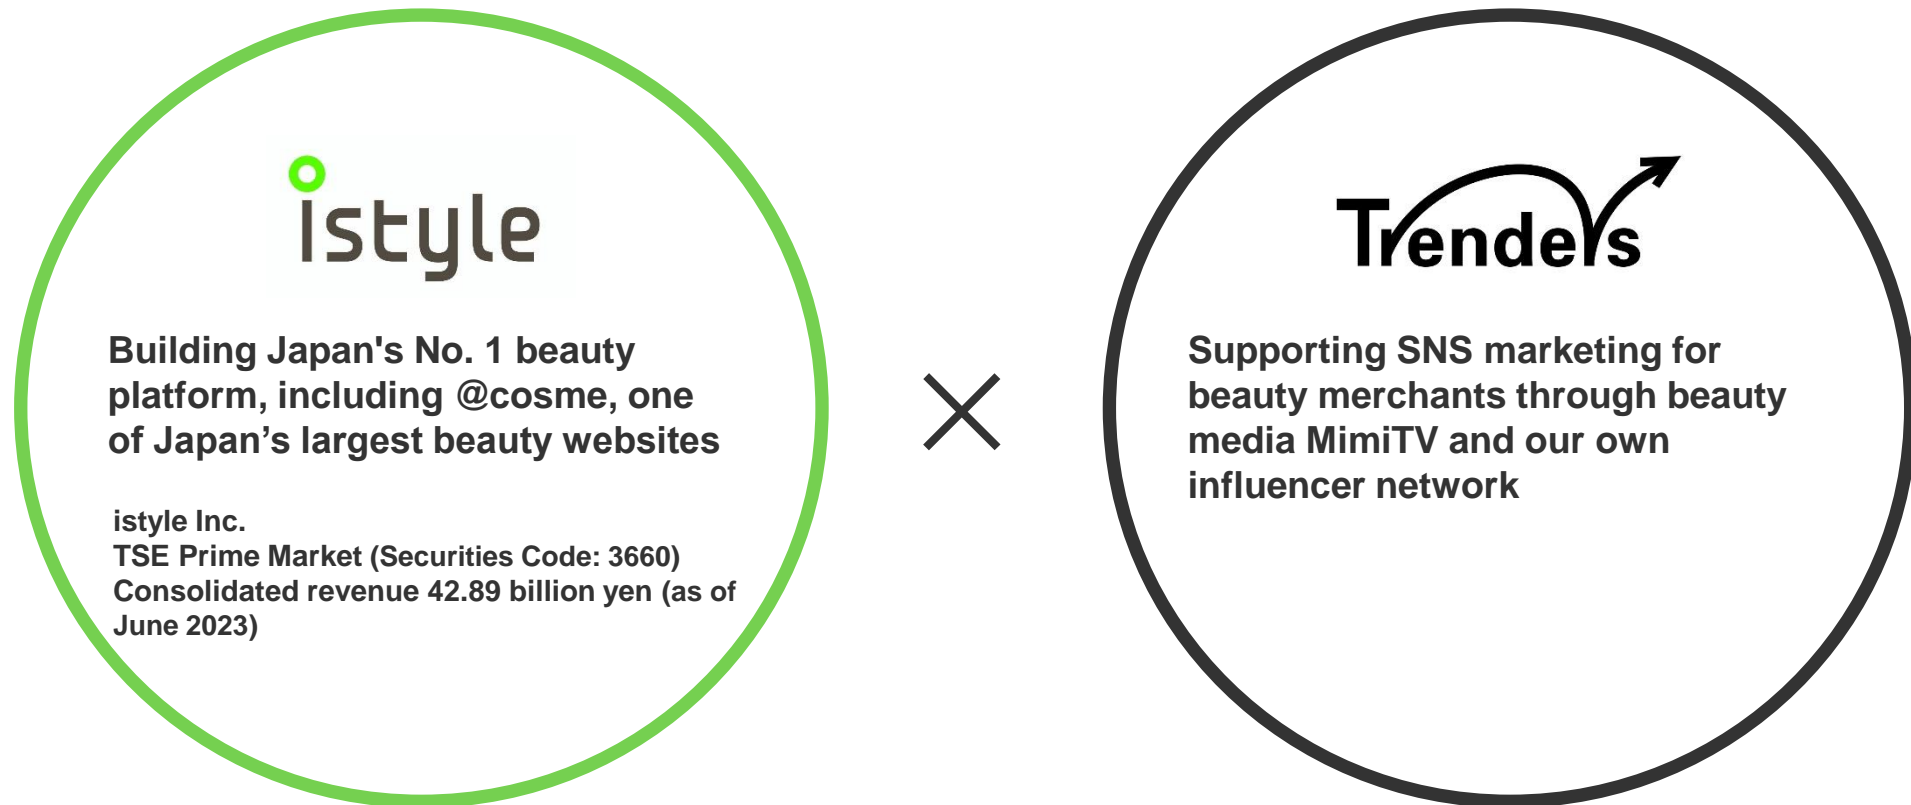 istyle
Building Japan's No. 1 beauty
platform, including @cosme, one
of Japan’s largest beauty websites
istyle Inc.
TSE Prime Market (Securities Code: 3660)
Consolidated revenue 42.89 billion yen (as of
June 2023)
Trenders
Supporting SNS marketing for
beauty merchants through beauty
media MimiTV and our own
influencer network